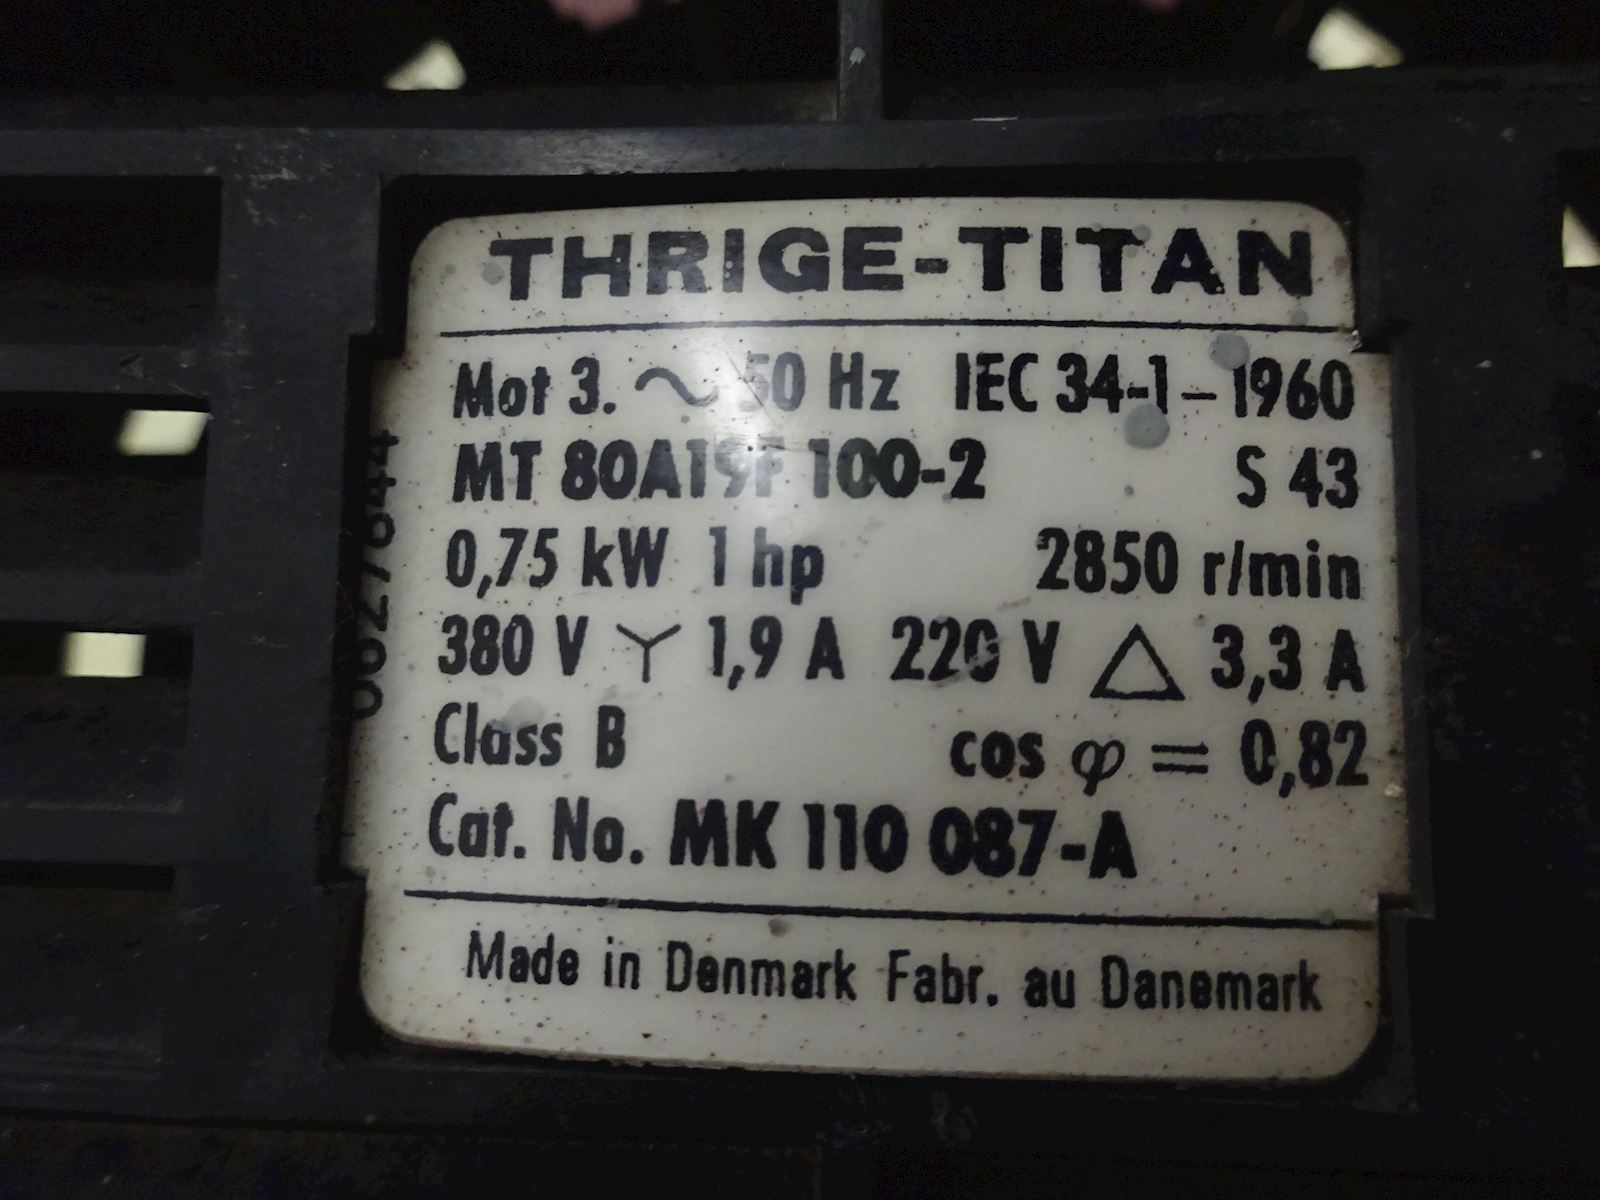 THRIGE-TITAN
Mot 3. ~ 50 Hz IEC 34-1-1960
MT 80A19F 100-2 S 43
0,75 kW 1 hp 2850 r/min
380 V Y 1,9 A 220 V △ 3,3 A
Class B cos φ = 0,82
Cat. No. MK 110 087-A
Made in Denmark Fabr. au Danemark